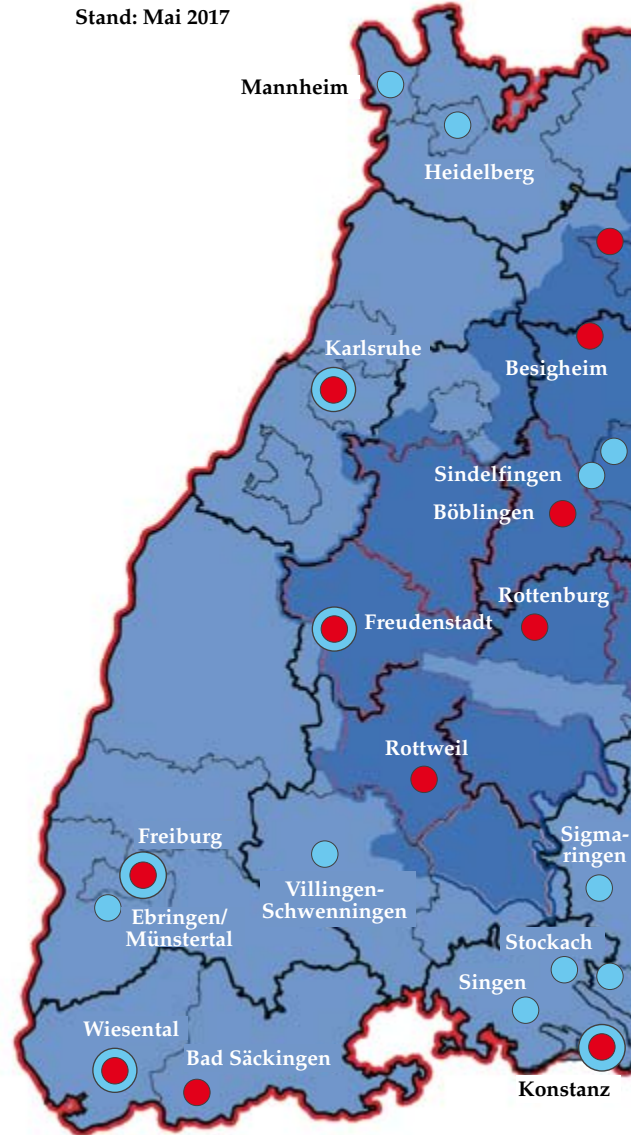 Stand: Mai 2017
Mannheim
Heidelberg
Karlsruhe
Besigheim
Sindelfingen
Böblingen
Rottenburg
Freudenstadt
Rottweil
Freiburg
Ebringen/
Münstertal
Villingen-
Schwenningen
Sigma-
ringen
Stockach
Singen
Wiesental
Bad Säckingen
Konstanz